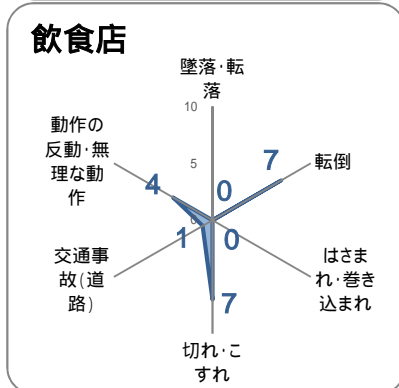 飲食店
墜落・転
落
10
5
0
転倒
7
0
はさま
れ・巻き
込まれ
0
切れ・こ
すれ
7
交通事
故(道
路)
1
動作の
反動・無
理な動
作
4